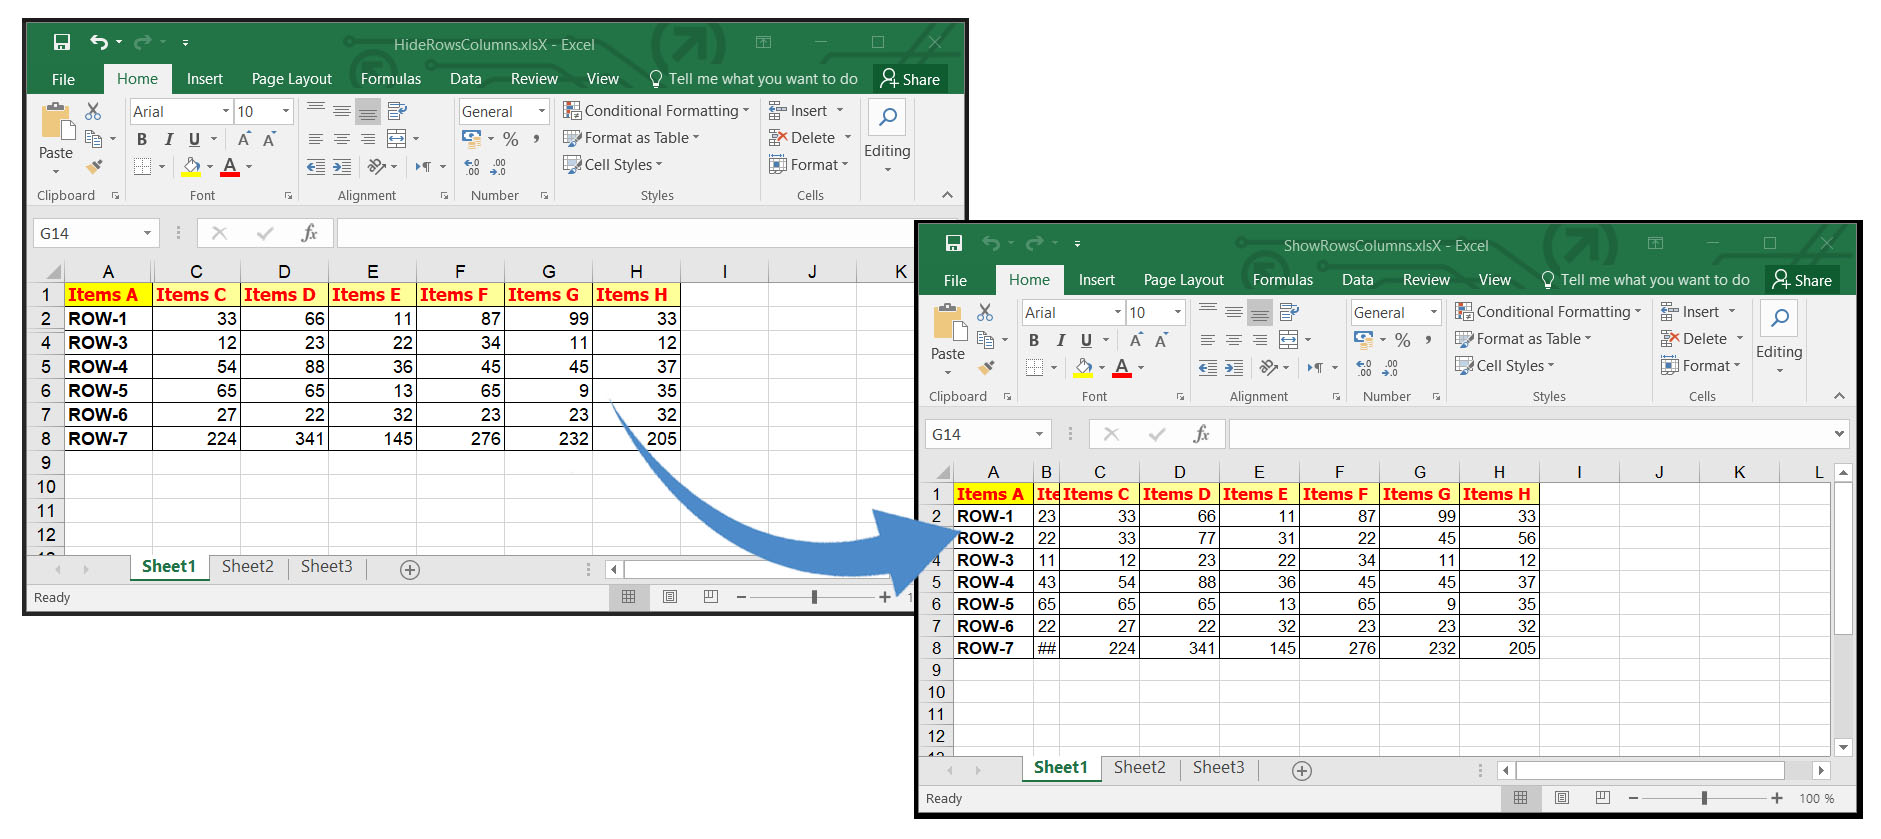 HideRowsColumns.xlsX - Excel
File Home Insert Page Layout Formulas Data Review View Tell me what you want to do Share
Arial 10 General Conditional Formatting Insert
B I U A A % , Format as Table Delete
Paste Editing
A .00 .0 Cell Styles Format
Clipboard Font Alignment Number Styles Cells
G14 fx
A C D E F G H I J K
1 Items A Items C Items D Items E Items F Items G Items H
2 ROW-1 33 66 11 87 99 33
4 ROW-3 12 23 22 34 11 12
5 ROW-4 54 88 36 45 45 37
6 ROW-5 65 65 13 65 9 35
7 ROW-6 27 22 32 23 23 32
8 ROW-7 224 341 145 276 232 205
9
10
11
12
Sheet1 Sheet2 Sheet3
Ready
ShowRowsColumns.xlsX - Excel
File Home Insert Page Layout Formulas Data Review View Tell me what you want to do Share
Arial 10 General Conditional Formatting Insert
B I U A A % , Format as Table Delete
Paste Editing
A .00 .0 Cell Styles Format
Clipboard Font Alignment Number Styles Cells
G14 fx
A B C D E F G H I J K L
1 Items A Ite Items C Items D Items E Items F Items G Items H
2 ROW-1 23 33 66 11 87 99 33
ROW-2 22 33 77 31 22 45 56
4 ROW-3 11 12 23 22 34 11 12
5 ROW-4 43 54 88 36 45 45 37
6 ROW-5 65 65 65 13 65 9 35
7 ROW-6 22 27 22 32 23 23 32
8 ROW-7 ## 224 341 145 276 232 205
9
10
11
12
Sheet1 Sheet2 Sheet3
Ready 100 %